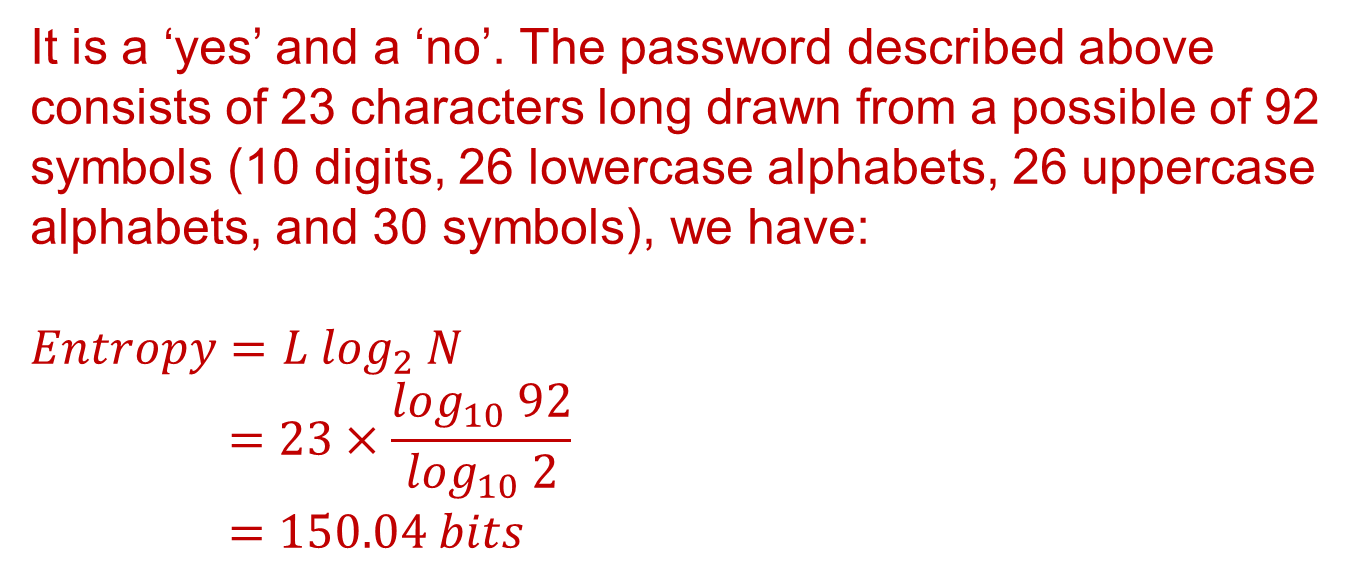 It is a ‘yes’ and a ‘no’. The password described above
consists of 23 characters long drawn from a possible of 92
symbols (10 digits, 26 lowercase alphabets, 26 uppercase
alphabets, and 30 symbols), we have:
Entropy = L log₂ N
= 23 × log₁₀ 92 / log₁₀ 2
= 150.04 bits